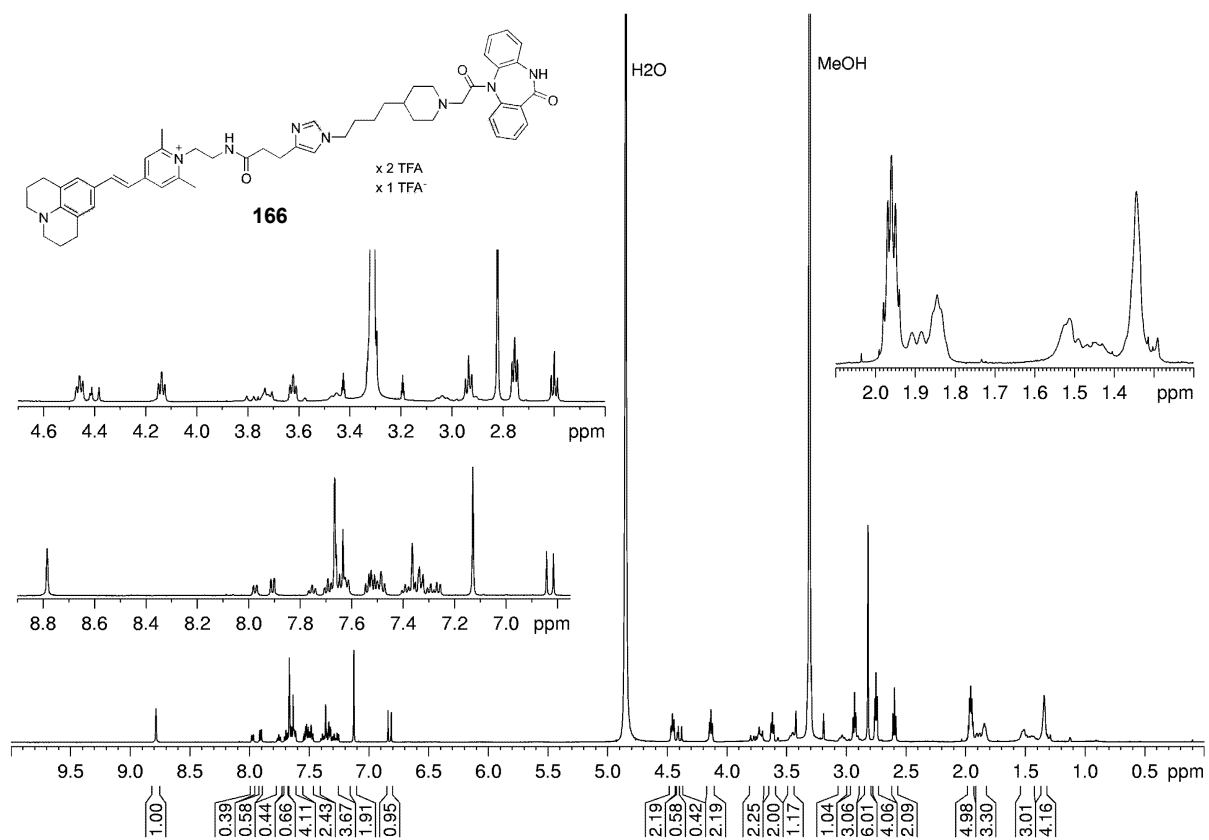 H2O
MeOH
O
N
NH
O
N
N
N
H
N
O
N+
N
x 2 TFA
x 1 TFA-
166
4.6 4.4 4.2 4.0 3.8 3.6 3.4 3.2 3.0 2.8 ppm
2.0 1.9 1.8 1.7 1.6 1.5 1.4 ppm
8.8 8.6 8.4 8.2 8.0 7.8 7.6 7.4 7.2 7.0 ppm
9.5 9.0 8.5 8.0 7.5 7.0 6.5 6.0 5.5 5.0 4.5 4.0 3.5 3.0 2.5 2.0 1.5 1.0 0.5 ppm
1.00 0.39 0.58 0.44 0.66 4.11 2.43 3.67 1.91 0.95 2.19 0.58 0.42 2.19 2.25 2.00 1.17 1.04 3.06 6.01 4.06 2.09 4.98 3.30 3.01 4.16